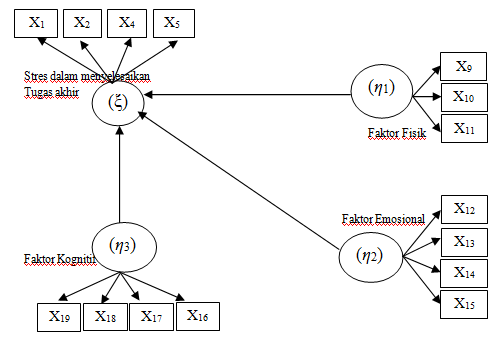 X1 X2 X4 X5
Stres dalam menyelesaikan
Tugas akhir
(ξ)
(η1)
Faktor Fisik
X9
X10
X11
Faktor Emosional
(η2)
X12
X13
X14
X15
(η3)
Faktor Kognitif
X19 X18 X17 X16